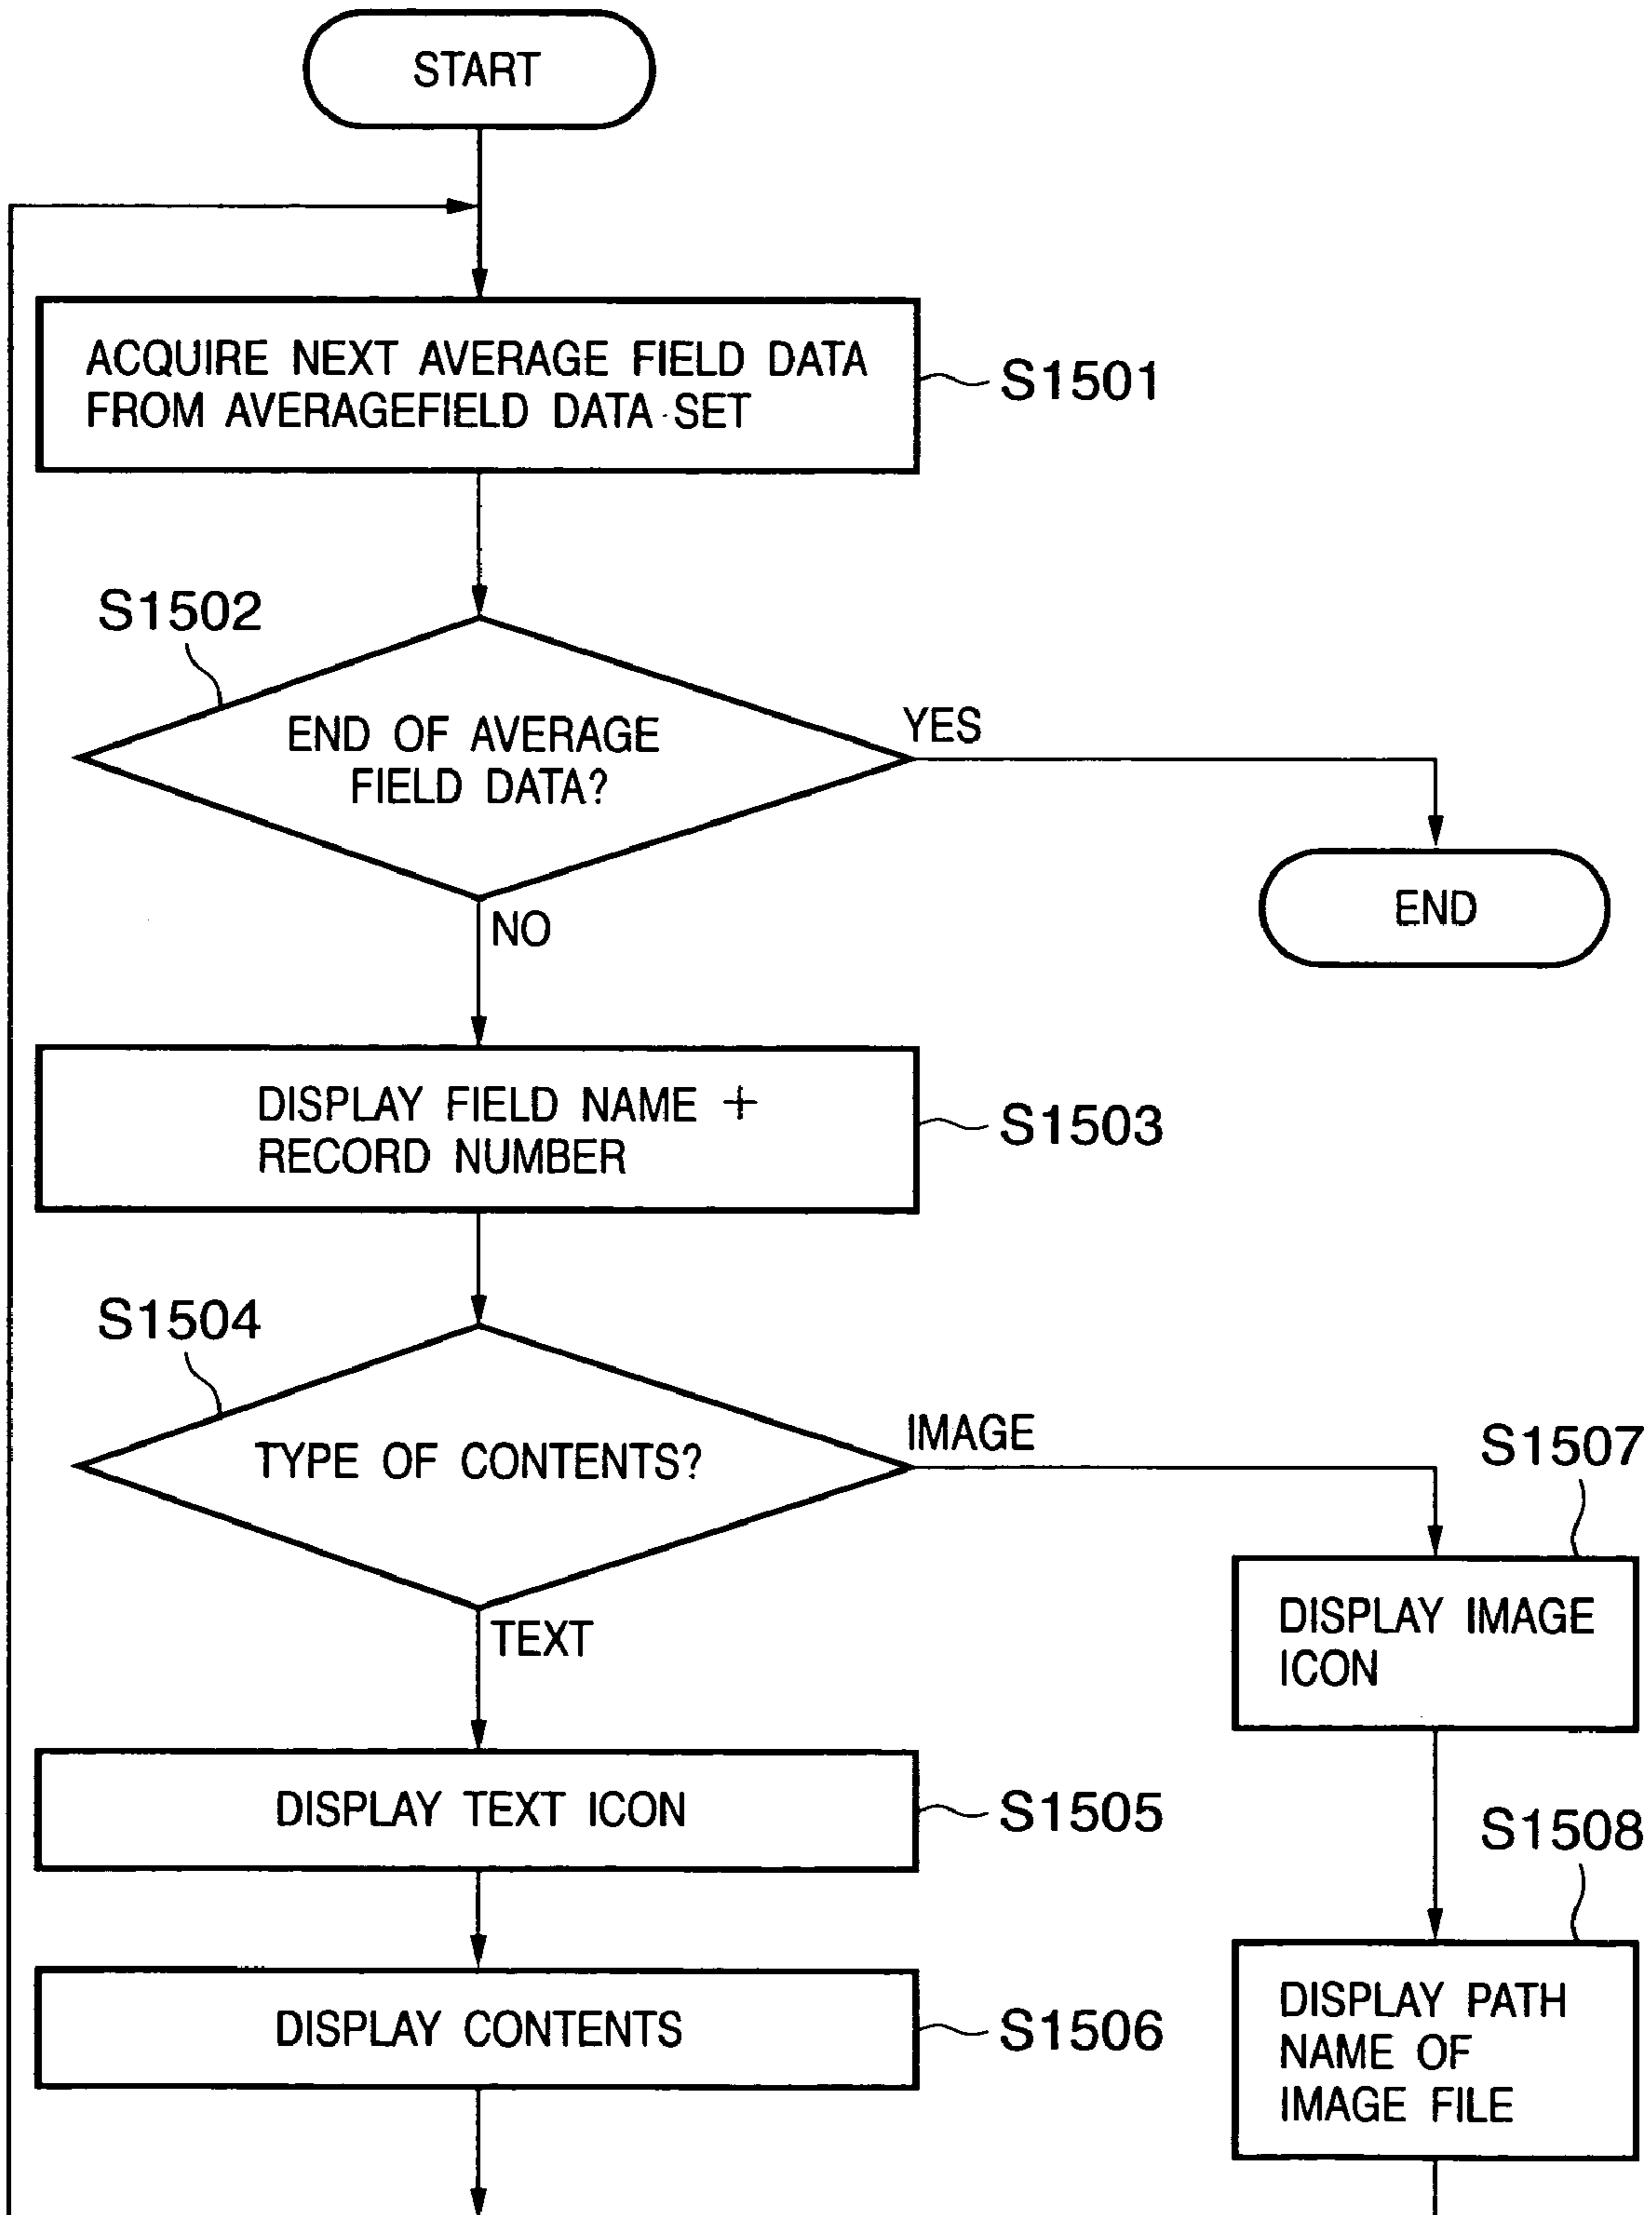 START
ACQUIRE NEXT AVERAGE FIELD DATA
FROM AVERAGEFIELD DATA SET
S1501
S1502
END OF AVERAGE
FIELD DATA?
YES
END
NO
DISPLAY FIELD NAME +
RECORD NUMBER
S1503
S1504
TYPE OF CONTENTS?
IMAGE
S1507
DISPLAY IMAGE
ICON
TEXT
DISPLAY TEXT ICON
S1505
S1508
DISPLAY CONTENTS
S1506
DISPLAY PATH
NAME OF
IMAGE FILE